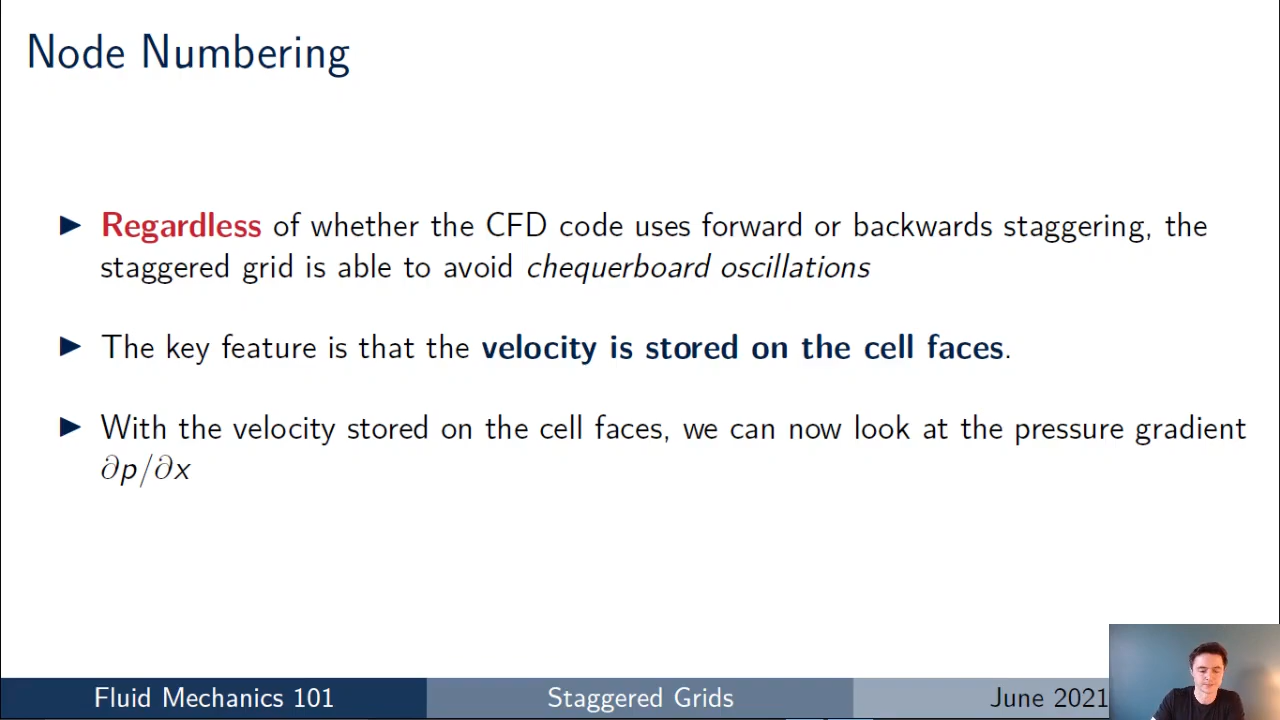 Node Numbering
▶ Regardless of whether the CFD code uses forward or backwards staggering, the
staggered grid is able to avoid chequerboard oscillations
▶ The key feature is that the velocity is stored on the cell faces.
▶ With the velocity stored on the cell faces, we can now look at the pressure gradient
∂p/∂x
Fluid Mechanics 101
Staggered Grids
June 2021